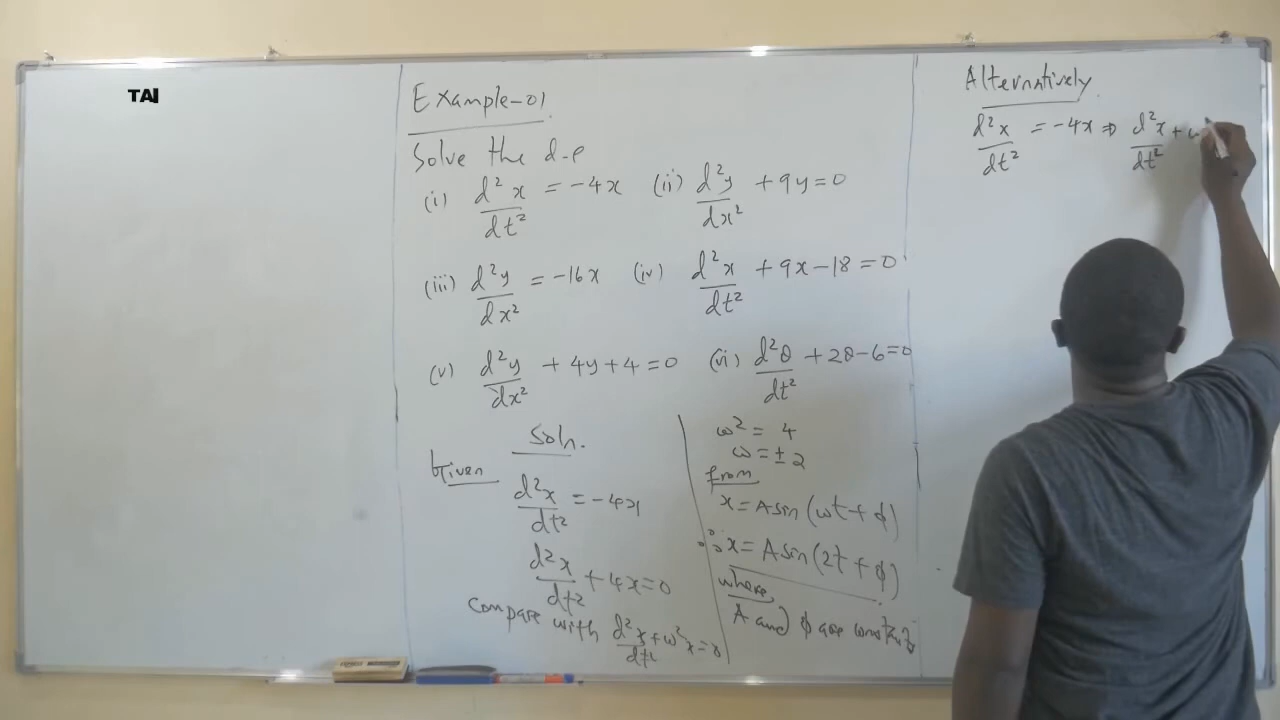 TAI
Example-01.
Solve the d.e
(i) d²x/dt² = -4x (ii) d²y/dx² + 9y = 0
(iii) d²y/dx² = -16x (iv) d²x/dt² + 9x - 18 = 0
(v) d²y/dx² + 4y + 4 = 0 (vi) d²θ/dt² + 2θ - 6 = 0
Soln.
Given
d²x/dt² = -4x
d²x/dt² + 4x = 0
Compare with d²x/dt² + ω²x = 0
ω² = 4
ω = ± 2
from
x = A sin(ωt + ϕ)
∴ x = A sin(2t + ϕ)
where
A and ϕ are constants
Alternatively.
d²x/dt² = -4x ⇒ d²x/dt² +